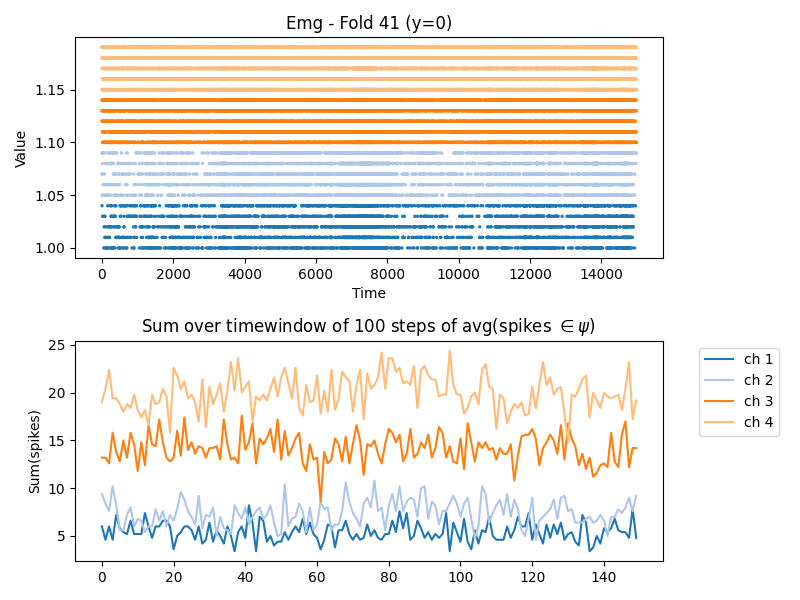 Emg - Fold 41 (y=0)
Value
1.15
1.10
1.05
1.00
0 2000 4000 6000 8000 10000 12000 14000
Time
Sum over timewindow of 100 steps of avg(spikes ∈ ψ)
Sum(spikes)
25
20
15
10
5
0 20 40 60 80 100 120 140
ch 1
ch 2
ch 3
ch 4